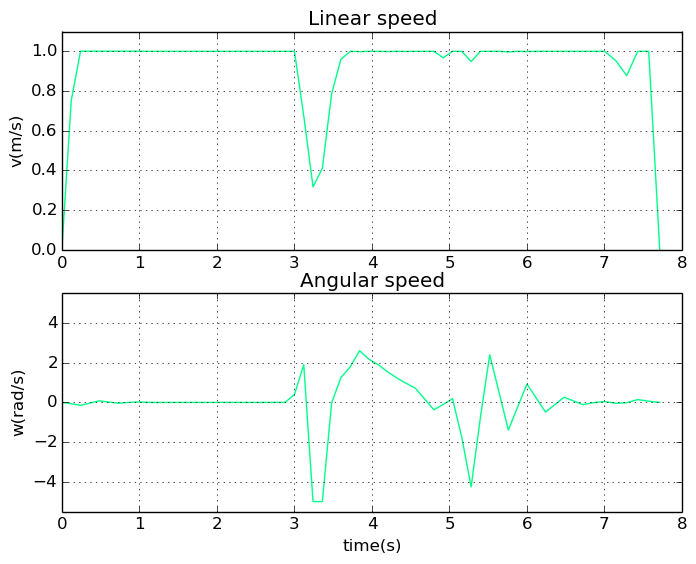 Linear speed
1.0
0.8
0.6
0.4
0.2
0.0
v(m/s)
0 1 2 3 4 5 6 7 8
Angular speed
4
2
0
−2
−4
w(rad/s)
0 1 2 3 4 5 6 7 8
time(s)